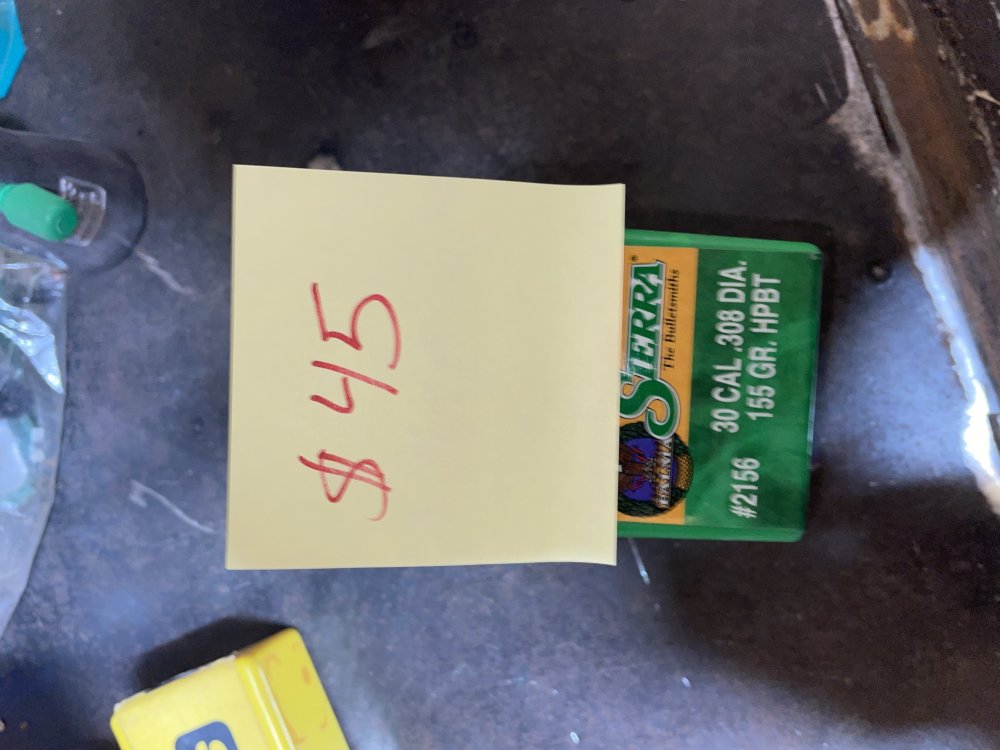 $ 45
SIERRA®
The Bulletsmiths
#2156 30 CAL .308 DIA.
155 GR. HPBT